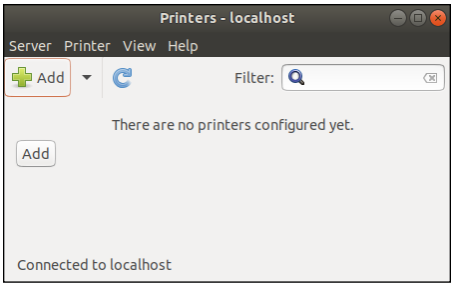 Printers - localhost
Server Printer View Help
Add Filter:
There are no printers configured yet.
Add
Connected to localhost